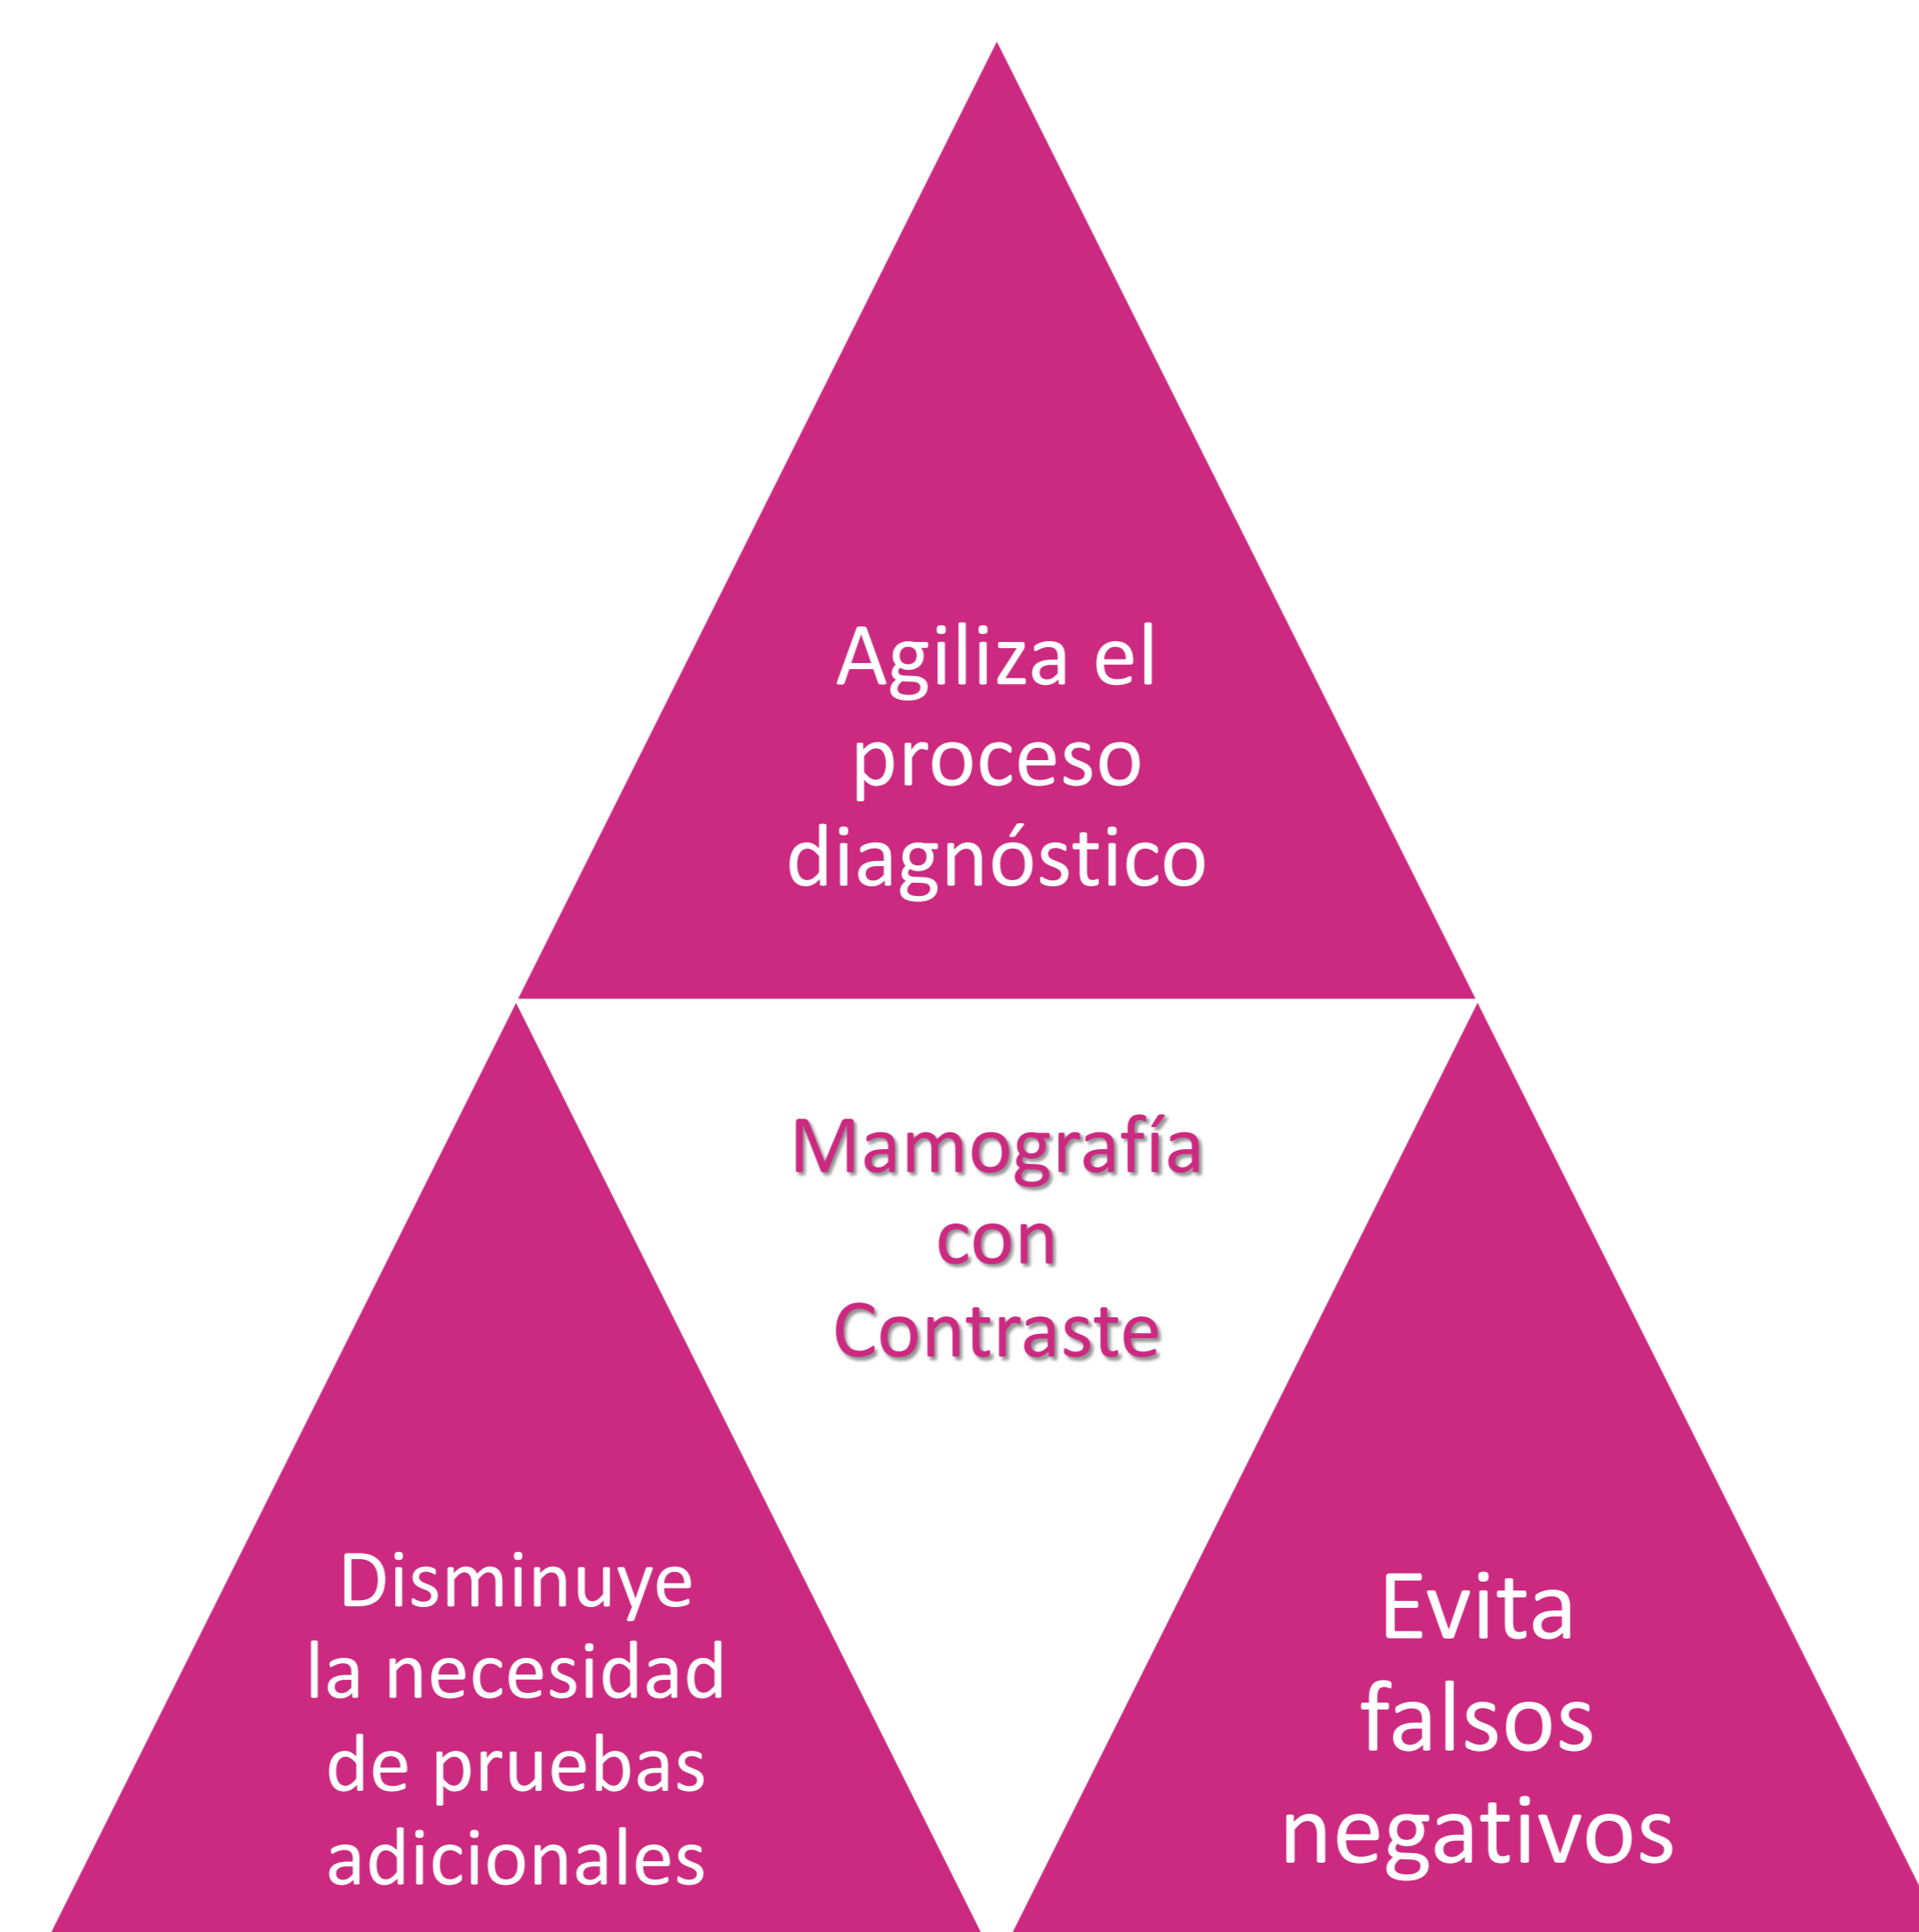 Agiliza el
proceso
diagnóstico
Mamografía
con
Contraste
Disminuye
la necesidad
de pruebas
adicionales
Evita
falsos
negativos